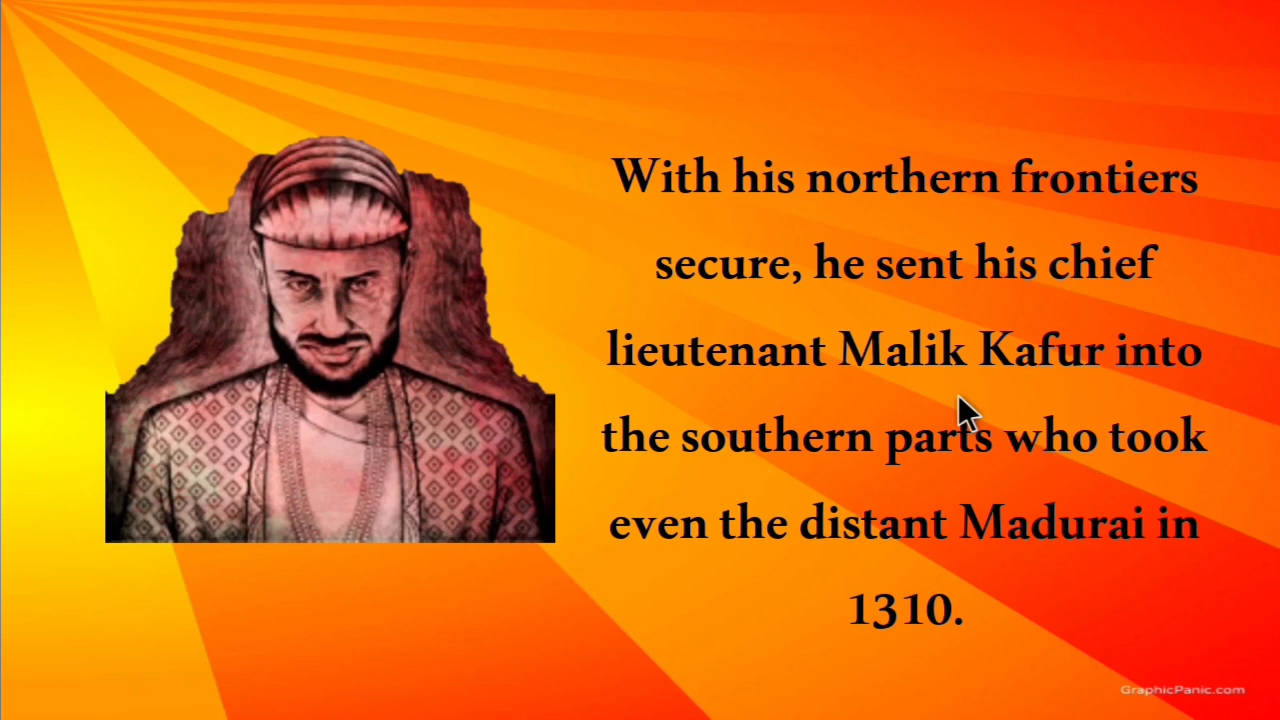 With his northern frontiers
secure, he sent his chief
lieutenant Malik Kafur into
the southern parts who took
even the distant Madurai in
1310.
GraphicPanic.com